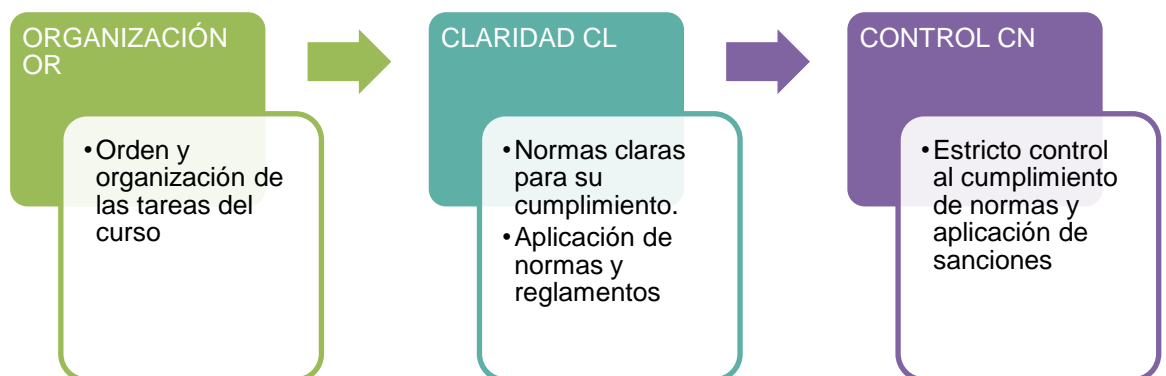 ORGANIZACIÓN
OR
•Orden y
organización de
las tareas del
curso
CLARIDAD CL
•Normas claras
para su
cumplimiento.
•Aplicación de
normas y
reglamentos
CONTROL CN
•Estricto control
al cumplimiento
de normas y
aplicación de
sanciones